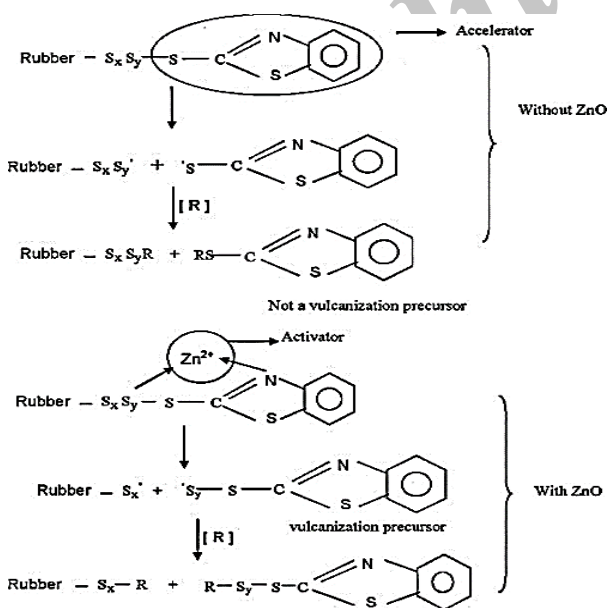 Rubber – SxSy – S – C N S → Accelerator
Without ZnO
Rubber – SxSy˙ + ˙S – C N S
[R]
Rubber – SxSyR + RS – C N S
Not a vulcanization precursor
Zn²⁺ → Activator
Rubber – SxSy – S – C N S
With ZnO
Rubber – Sx˙ + ˙Sy – S – C N S
vulcanization precursor
[R]
Rubber – Sx – R + R – Sy – S – C N S